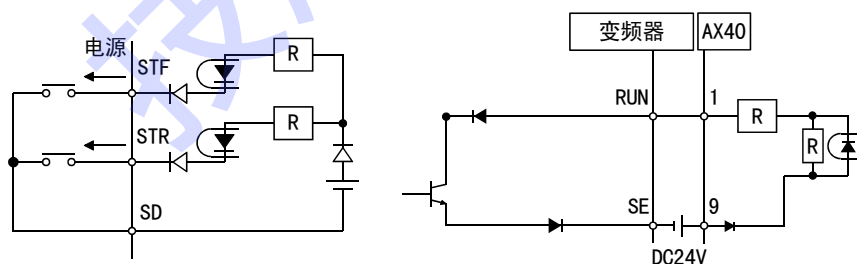 电源
STF
R
STR
R
SD
变频器
AX40
RUN
1
R
R
SE
9
DC24V